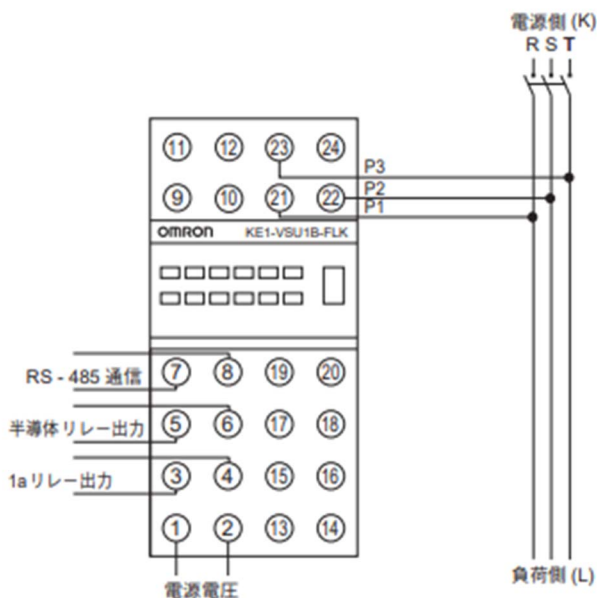 電源側 (K)
R S T
11 12 23 24
P3
9 10 21 22
P2
P1
OMRON KE1-VSU1B-FLK
RS - 485 通信
7 8 19 20
半導体リレー出力
5 6 17 18
1aリレー出力
3 4 15 16
1 2 13 14
電源電圧
負荷側 (L)